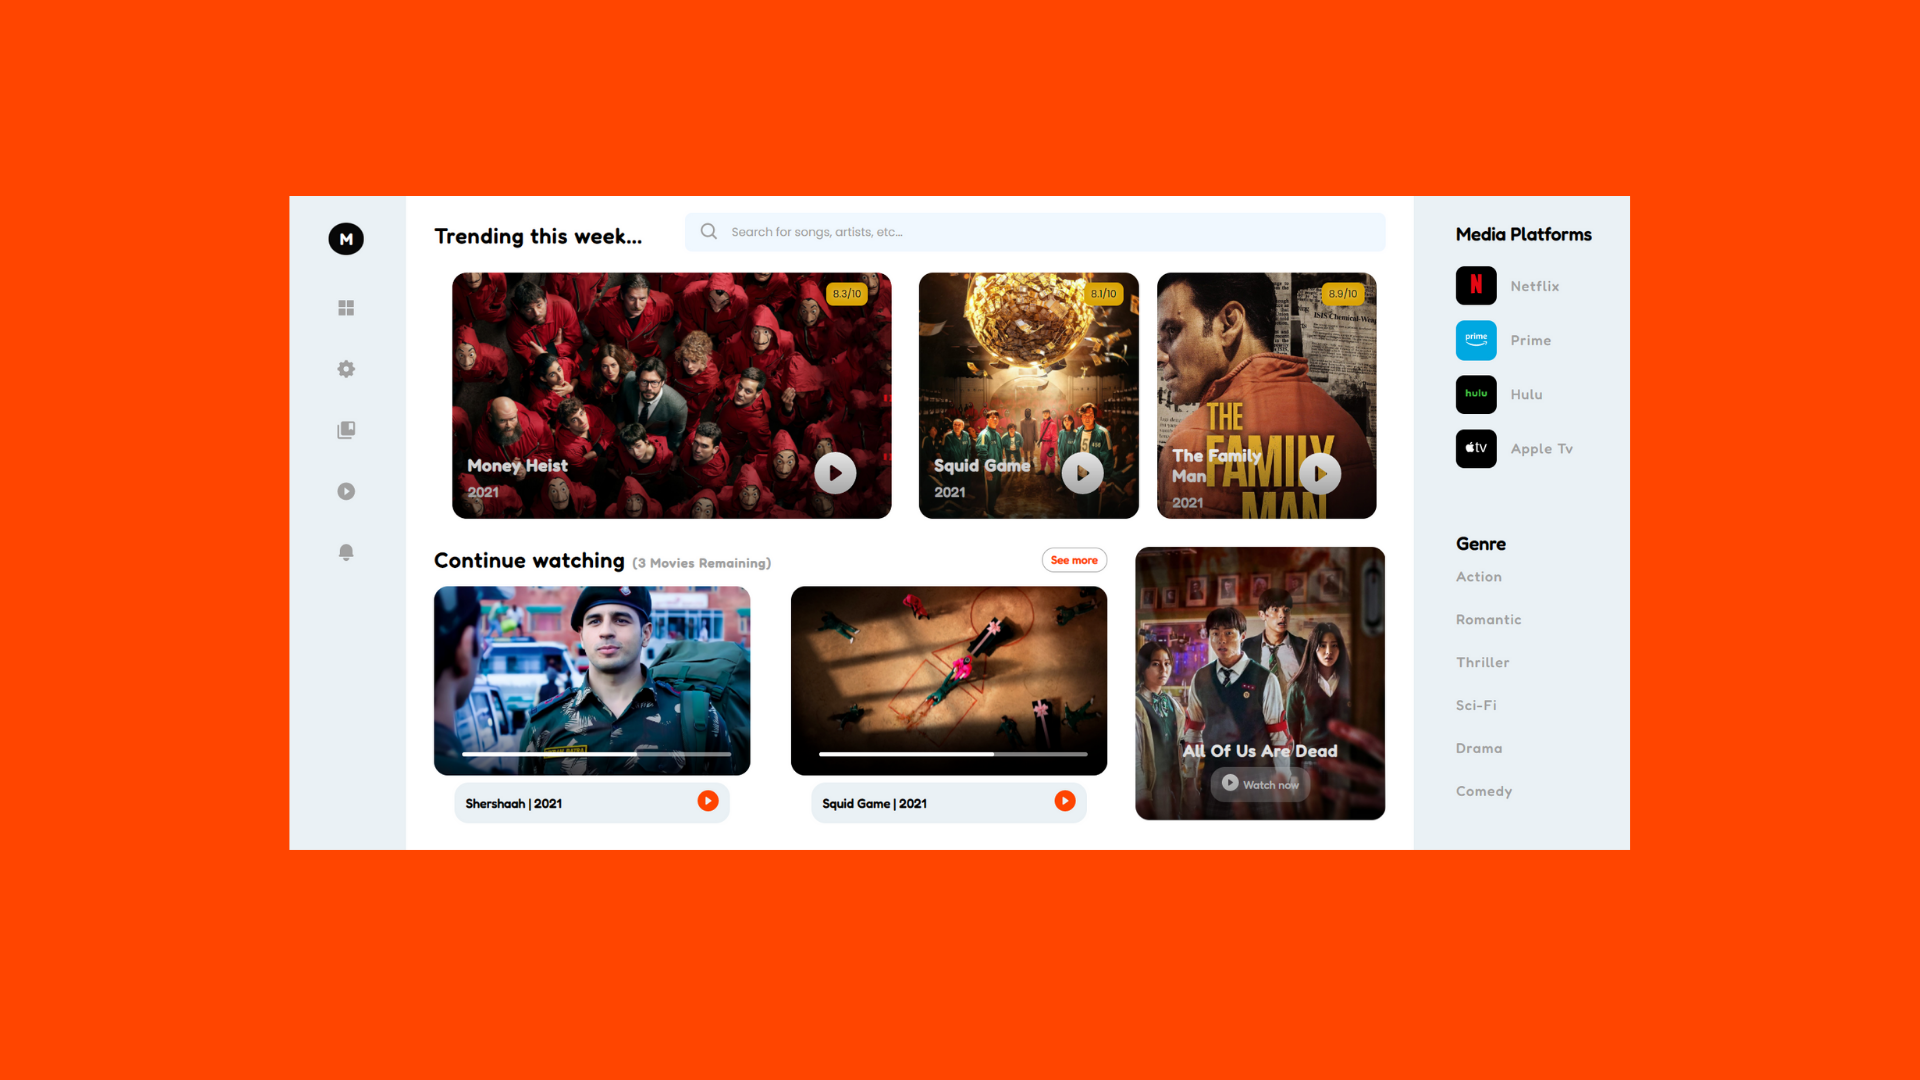 M
Trending this week...
Search for songs, artists, etc...
8.3/10
Money Heist
2021
8.1/10
Squid Game
2021
8.9/10
ISIS Chemical-Weap
THE
FAMILY
MAN
The Family
Man
2021
Continue watching (3 Movies Remaining)
See more
Shershaah | 2021
Squid Game | 2021
All Of Us Are Dead
Watch now
Media Platforms
N
Netflix
prime
Prime
hulu
Hulu
tv
Apple Tv
Genre
Action
Romantic
Thriller
Sci-Fi
Drama
Comedy